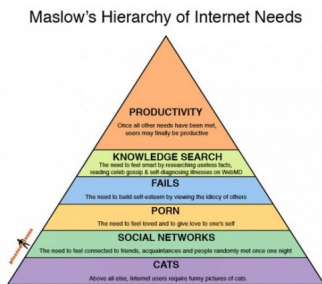 Maslow's Hierarchy of Internet Needs
PRODUCTIVITY
Once all other needs have been met,
users may finally be productive
KNOWLEDGE SEARCH
The need to feel smart by researching useless facts,
reading celeb gossip & self-diagnosing illnesses on WebMD
FAILS
The need to build self-esteem by viewing the idiocy of others
PORN
The need to feel loved and to give love to one's self
SOCIAL NETWORKS
The need to feel connected to friends, acquaintances and people randomly met once one night
CATS
Above all else, Internet users require funny pictures of cats